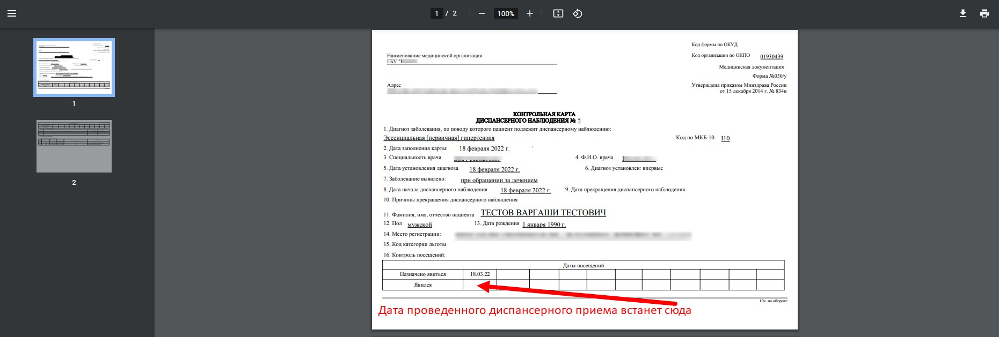 1 / 2
100%
1
2
Код формы по ОКУД
Наименование медицинской организации
Код организации по ОКПО 01930439
ГБУ "
Медицинская документация
Форма №030/у
Адрес
Утверждена приказом Минздрава России
от 15 декабря 2014 г. № 834н
КОНТРОЛЬНАЯ КАРТА
ДИСПАНСЕРНОГО НАБЛЮДЕНИЯ № 5
1. Диагноз заболевания, по поводу которого пациент подлежит диспансерному наблюдению:
Эссенциальная [первичная] гипертензия Код по МКБ-10 I10
2. Дата заполнения карты: 18 февраля 2022 г.
3. Специальность врача 4. Ф.И.О. врача
5. Дата установления диагноза 18 февраля 2022 г. 6. Диагноз установлен: впервые
7. Заболевание выявлено: при обращении за лечением
8. Дата начала диспансерного наблюдения 18 февраля 2022 г. 9. Дата прекращения диспансерного наблюдения
10. Причины прекращения диспансерного наблюдения
11. Фамилия, имя, отчество пациента ТЕСТОВ ВАРГАШИ ТЕСТОВИЧ
12. Пол мужской 13. Дата рождения 1 января 1990 г.
14. Место регистрации:
15. Код категории льготы
16. Контроль посещений:
Даты посещений
Назначено явиться 18.03.22
Явился
См. на обороте
Дата проведенного диспансерного приема встанет сюда